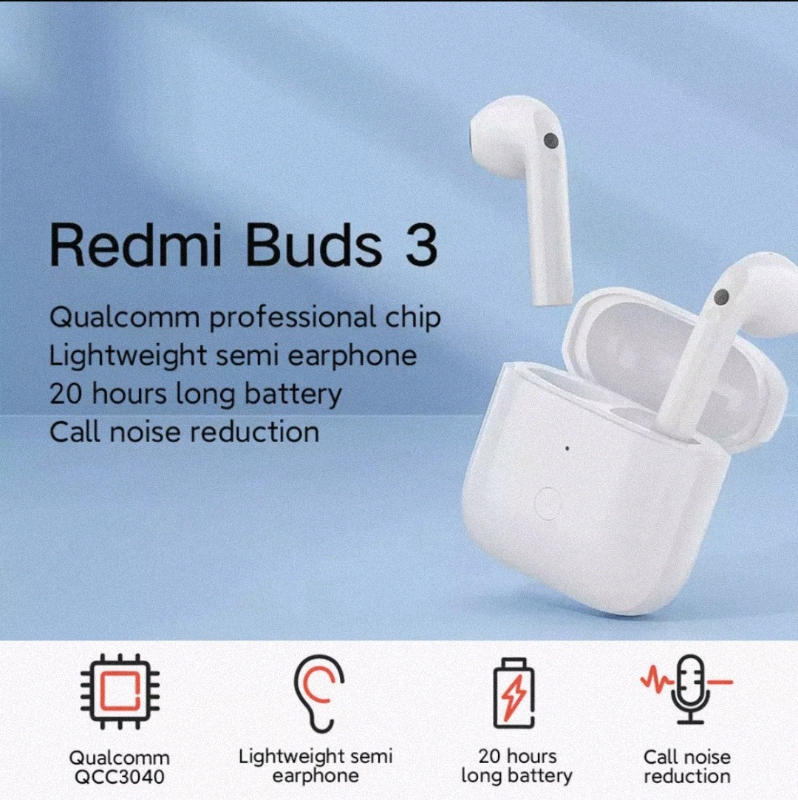 Redmi Buds 3
Qualcomm professional chip
Lightweight semi earphone
20 hours long battery
Call noise reduction
Qualcomm
QCC3040
Lightweight semi
earphone
20 hours
long battery
Call noise
reduction